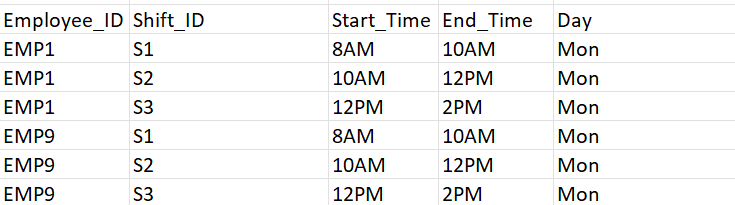 Employee_ID Shift_ID Start_Time End_Time Day
EMP1 S1 8AM 10AM Mon
EMP1 S2 10AM 12PM Mon
EMP1 S3 12PM 2PM Mon
EMP9 S1 8AM 10AM Mon
EMP9 S2 10AM 12PM Mon
EMP9 S3 12PM 2PM Mon